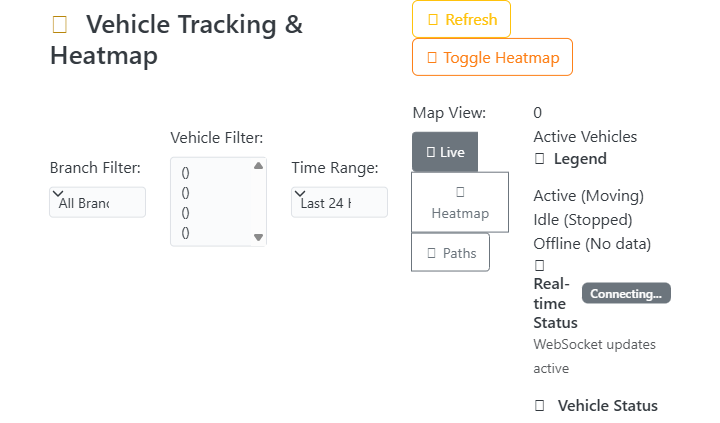 Vehicle Tracking &
Heatmap
Refresh
Toggle Heatmap
Branch Filter:
All Branc
Vehicle Filter:
()
()
()
()
Time Range:
Last 24 h
Map View:
Live
Heatmap
Paths
0
Active Vehicles
Legend
Active (Moving)
Idle (Stopped)
Offline (No data)
Real-
time
Status
Connecting...
WebSocket updates
active
Vehicle Status